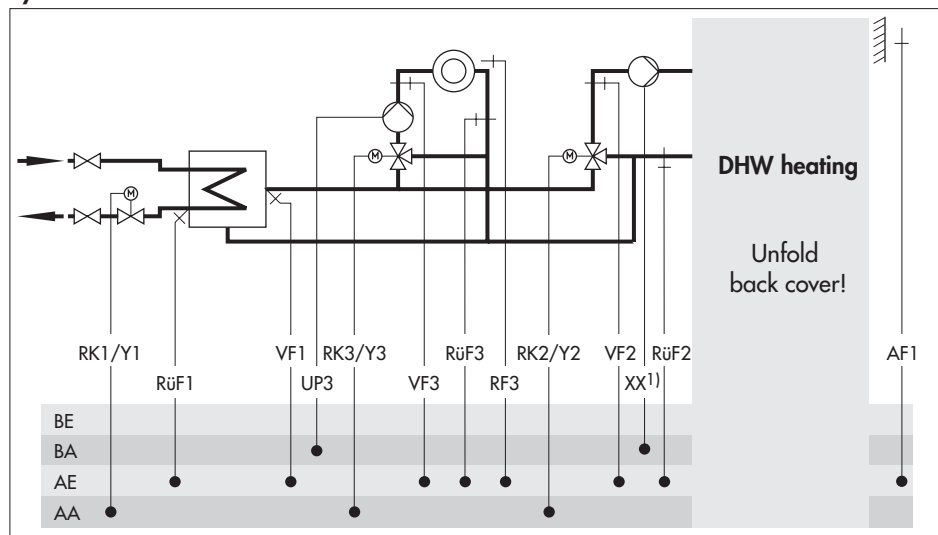 DHW heating
Unfold
back cover!
M
M
M
RK1/Y1
VF1
RK3/Y3
RüF3
RK2/Y2
VF2
RüF2
AF1
RüF1
UP3
VF3
RF3
XX1)
BE
BA
AE
AA